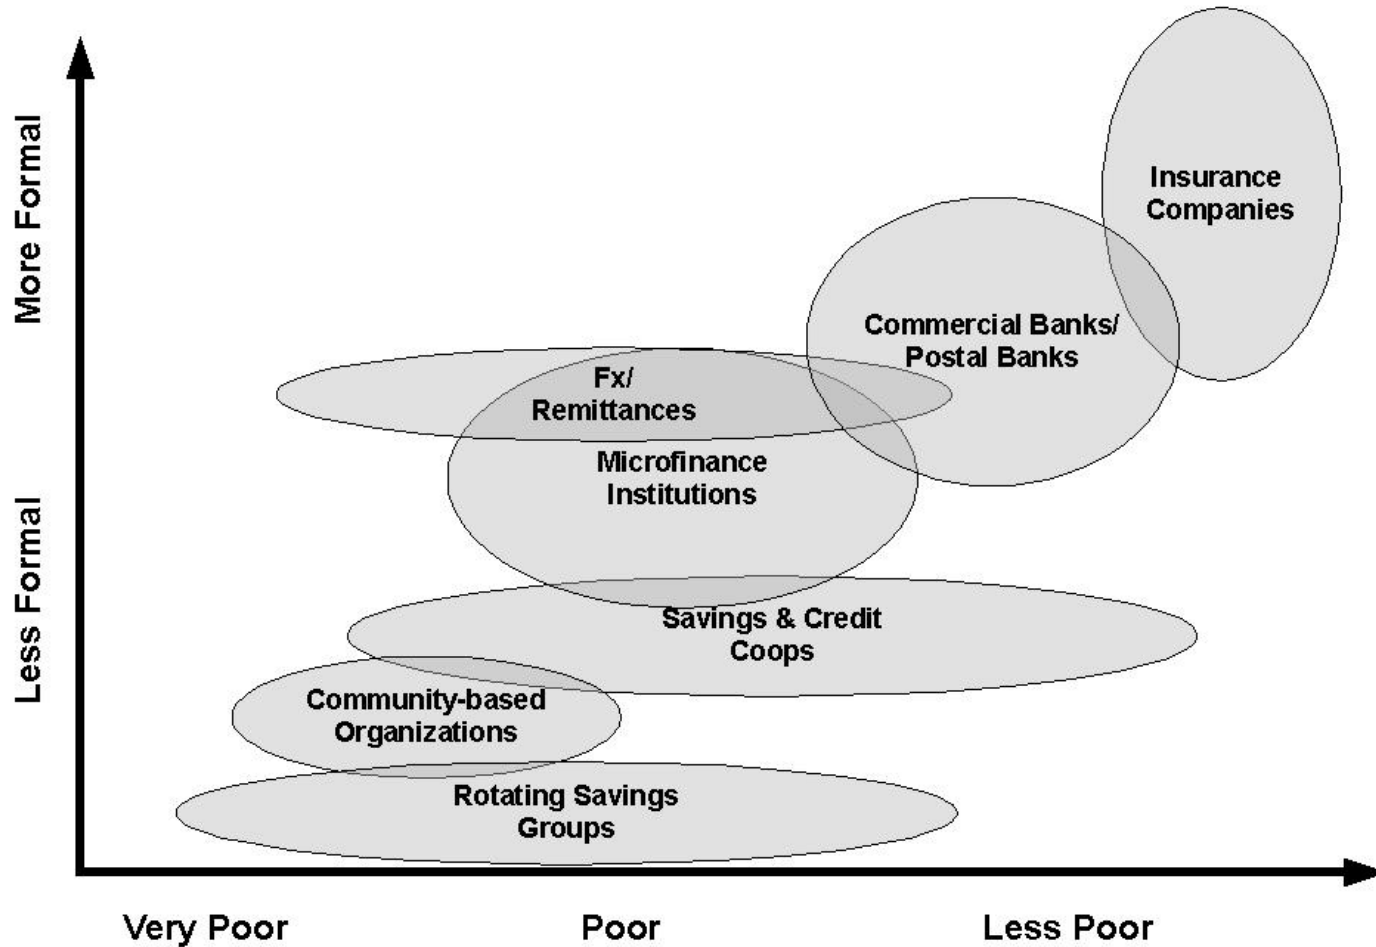 More Formal
Less Formal
Insurance
Companies
Commercial Banks/
Postal Banks
Fx/
Remittances
Microfinance
Institutions
Savings & Credit
Coops
Community-based
Organizations
Rotating Savings
Groups
Very Poor
Poor
Less Poor